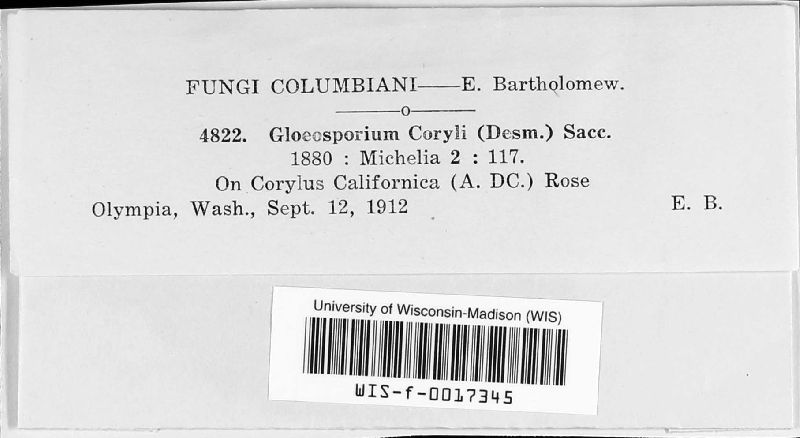 FUNGI COLUMBIANI——E. Bartholomew.
———o———
4822. Gloeosporium Coryli (Desm.) Sacc.
1880 : Michelia 2 : 117.
On Corylus Californica (A. DC.) Rose
Olympia, Wash., Sept. 12, 1912 E. B.
University of Wisconsin-Madison (WIS)
WIS-f-0017345